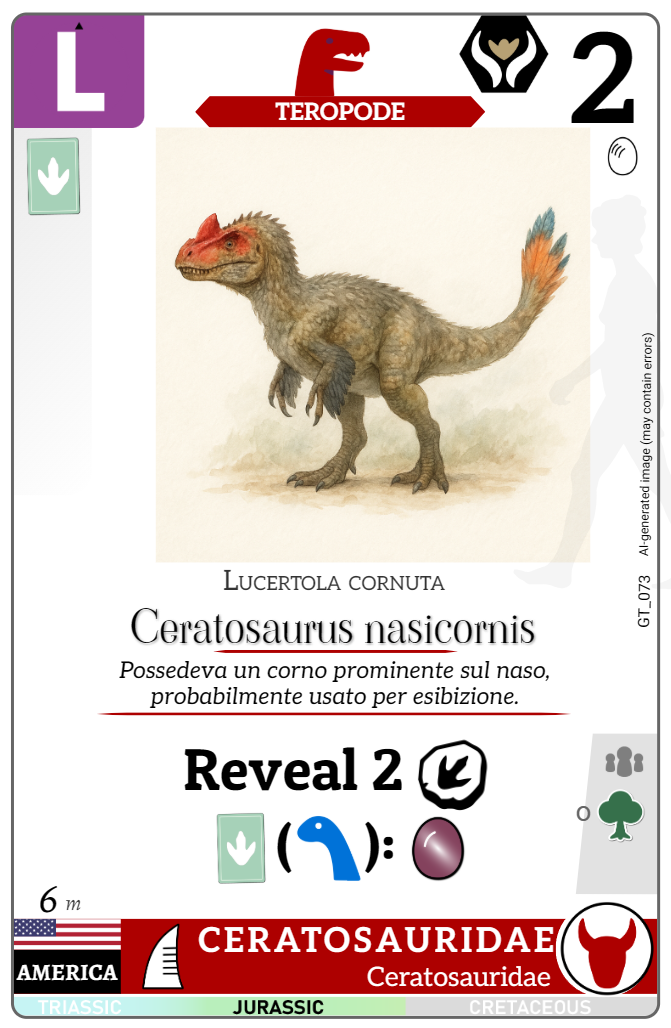 L
TEROPODE
2
AI-generated image (may contain errors)
GT_073
Lucertola cornuta
Ceratosaurus nasicornis
Possedeva un corno prominente sul naso,
probabilmente usato per esibizione.
Reveal 2
( ):
O
6 m
AMERICA
CERATOSAURIDAE
Ceratosauridae
TRIASSIC JURASSIC CRETACEOUS